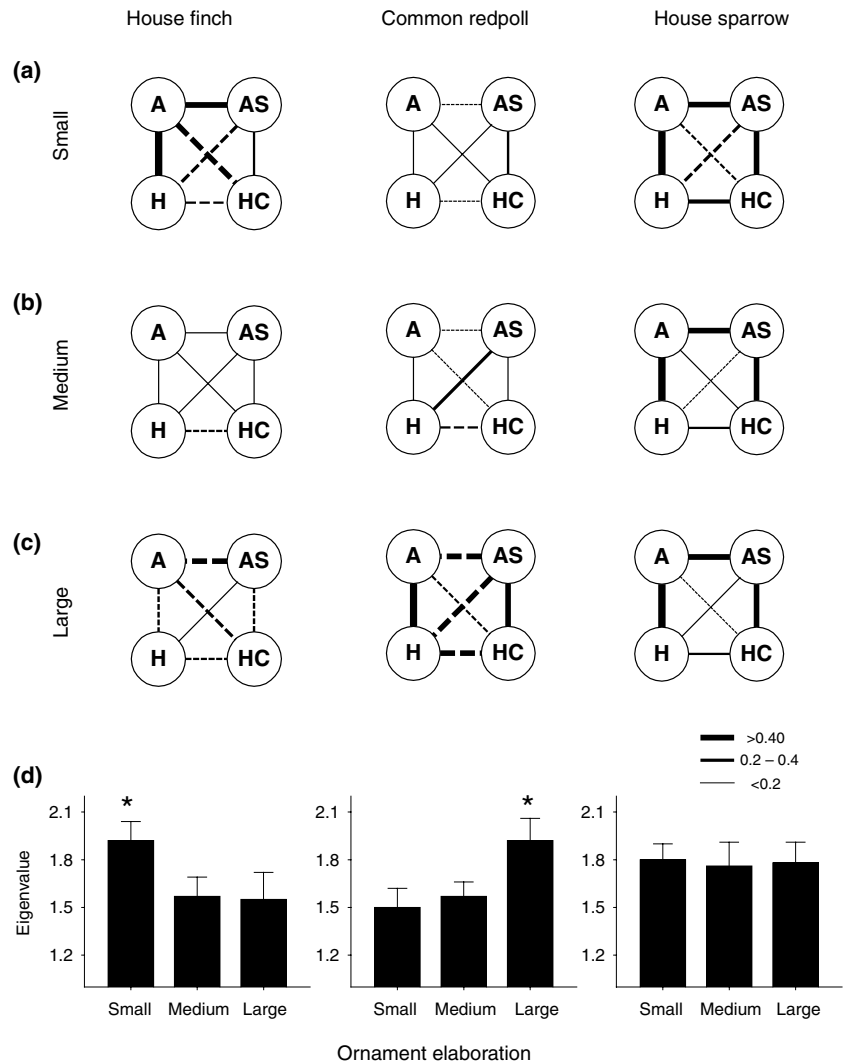 House finch Common redpoll House sparrow
(a)
Small
A AS A AS A AS
H HC H HC H HC
(b)
Medium
A AS A AS A AS
H HC H HC H HC
(c)
Large
A AS A AS A AS
H HC H HC H HC
>0.40
0.2 – 0.4
<0.2
(d)
Eigenvalue
2.1 * 2.1 * 2.1
1.8 1.8 1.8
1.5 1.5 1.5
1.2 1.2 1.2
Small Medium Large Small Medium Large Small Medium Large
Ornament elaboration